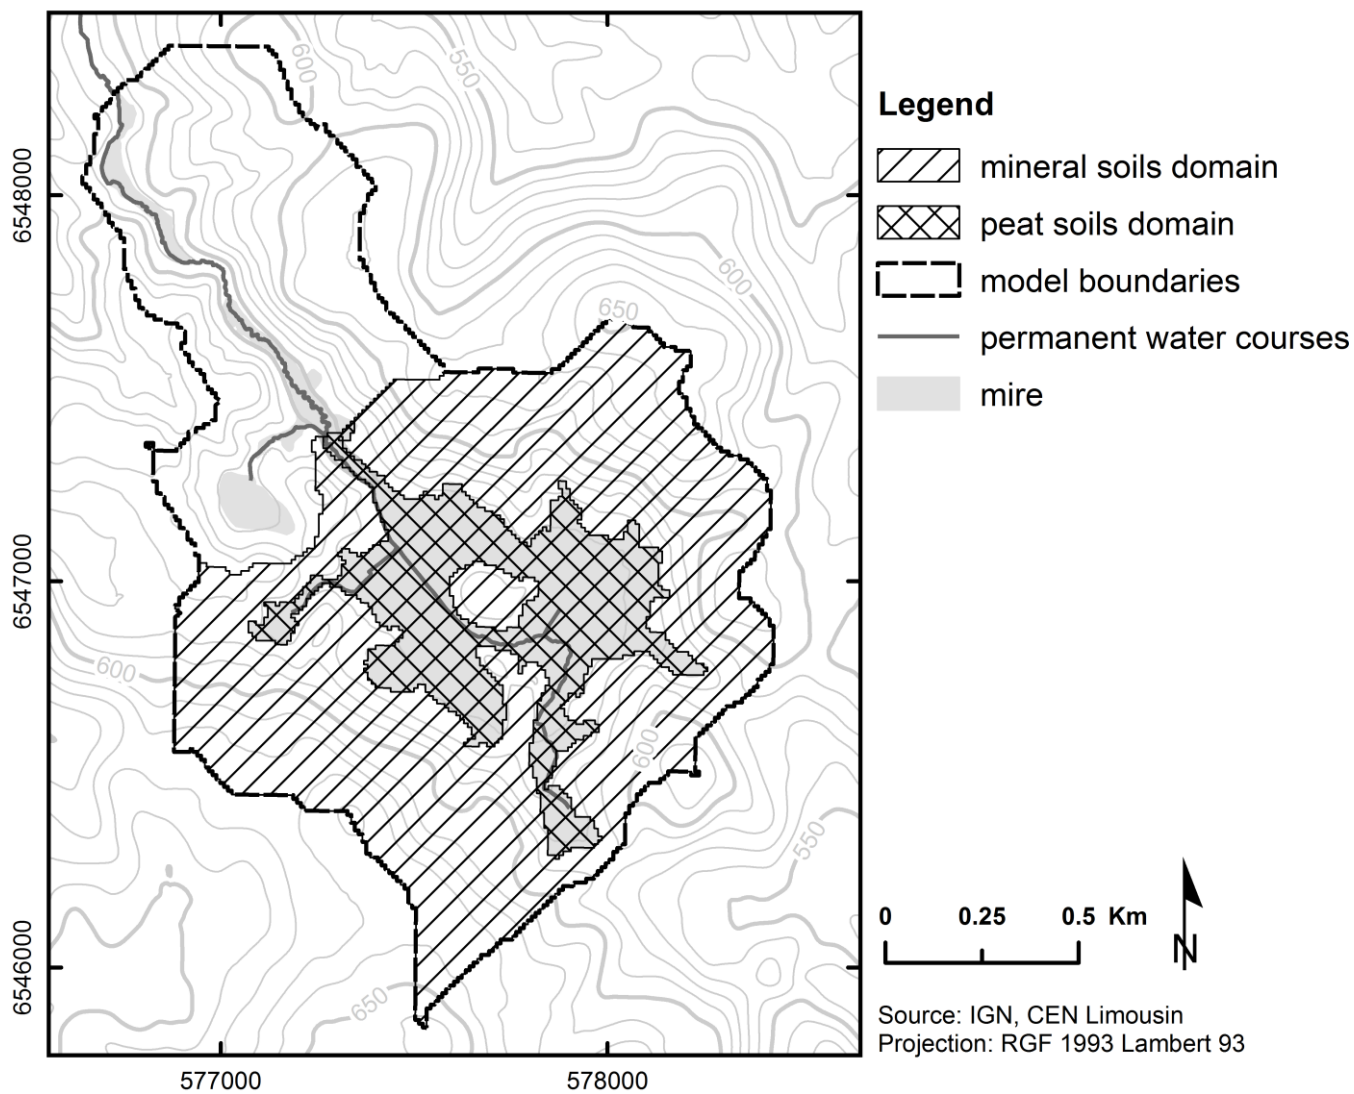 600
550
Legend
mineral soils domain
6548000
peat soils domain
600
model boundaries
650
permanent water courses
mire
6547000
600
600
550
0 0.25 0.5 Km
6546000
N
650
Source: IGN, CEN Limousin
Projection: RGF 1993 Lambert 93
577000 578000